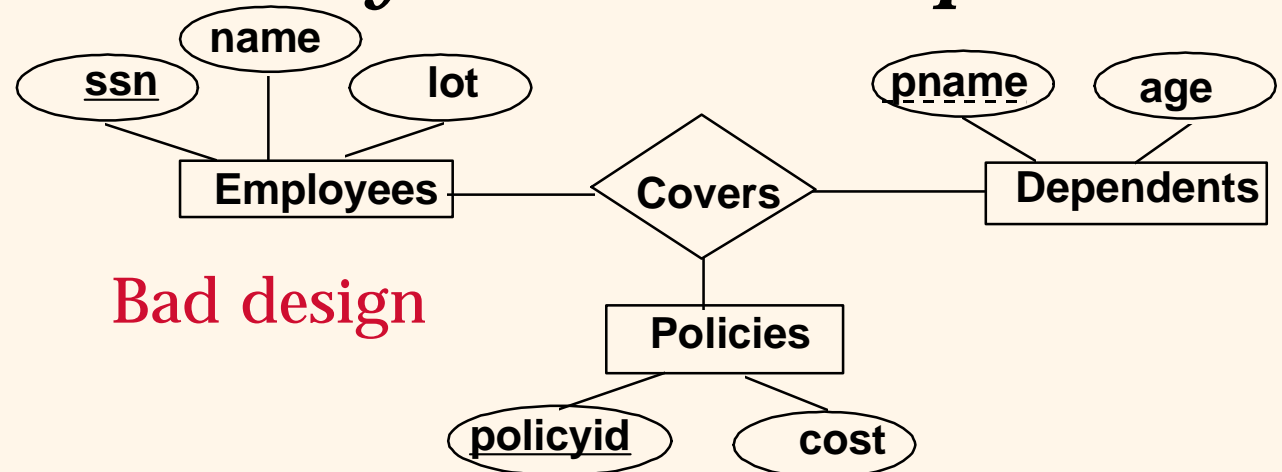 name
ssn
lot
pname
age
Employees
Covers
Dependents
Bad design
Policies
policyid
cost